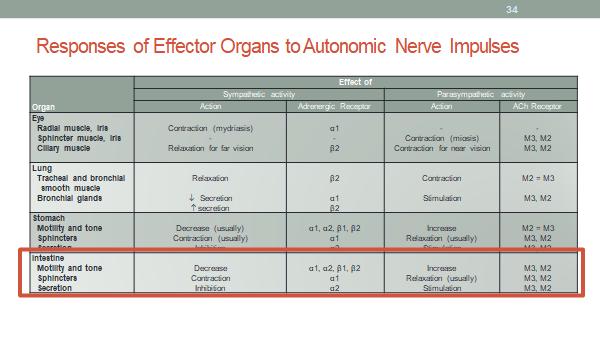 34
Responses of Effector Organs to Autonomic Nerve Impulses
Effect of
Sympathetic activity Parasympathetic activity
Organ Action Adrenergic Receptor Action ACh Receptor
Eye
Radial muscle, iris Contraction (mydriasis) α1 - -
Sphincter muscle, iris - - Contraction (miosis) M3, M2
Ciliary muscle Relaxation for far vision β2 Contraction for near vision M3, M2
Lung
Tracheal and bronchial Relaxation β2 Contraction M2 = M3
smooth muscle
Bronchial glands ↓ Secretion α1 Stimulation M3, M2
↑secretion β2
Stomach
Motility and tone Decrease (usually) α1, α2, β1, β2 Increase M2 = M3
Sphincters Contraction (usually) α1 Relaxation (usually) M3, M2
Secretion Inhibition α2 Stimulation M3, M2
Intestine
Motility and tone Decrease α1, α2, β1, β2 Increase M3, M2
Sphincters Contraction α1 Relaxation (usually) M3, M2
Secretion Inhibition α2 Stimulation M3, M2